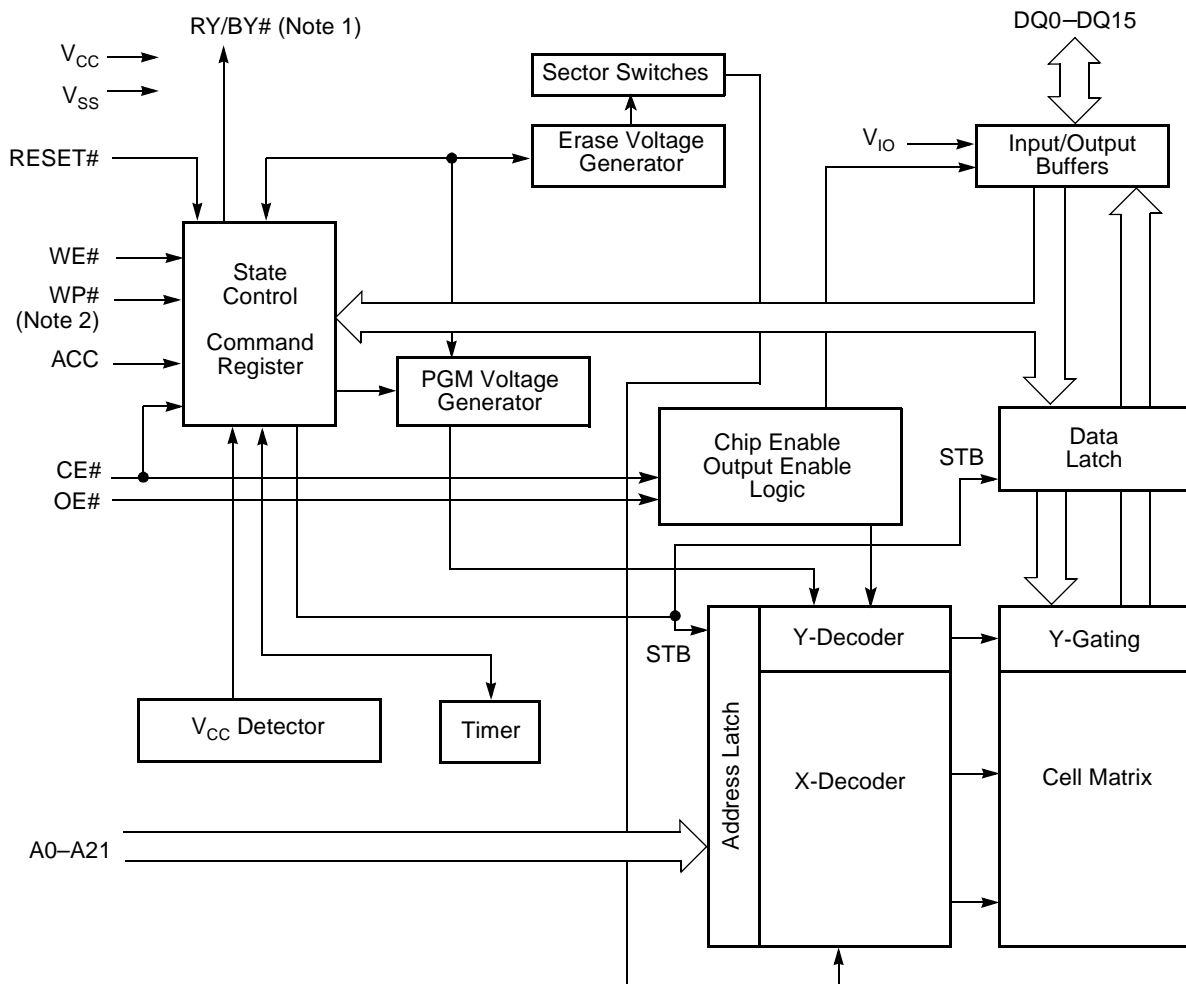 RY/BY# (Note 1)
DQ0–DQ15
VCC
VSS
Sector Switches
RESET#
Erase Voltage
Generator
VIO
Input/Output
Buffers
WE#
WP#
(Note 2)
ACC
State
Control
Command
Register
PGM Voltage
Generator
CE#
OE#
Chip Enable
Output Enable
Logic
STB
Data
Latch
STB
Y-Decoder
Y-Gating
VCC Detector
Timer
Address Latch
X-Decoder
Cell Matrix
A0–A21